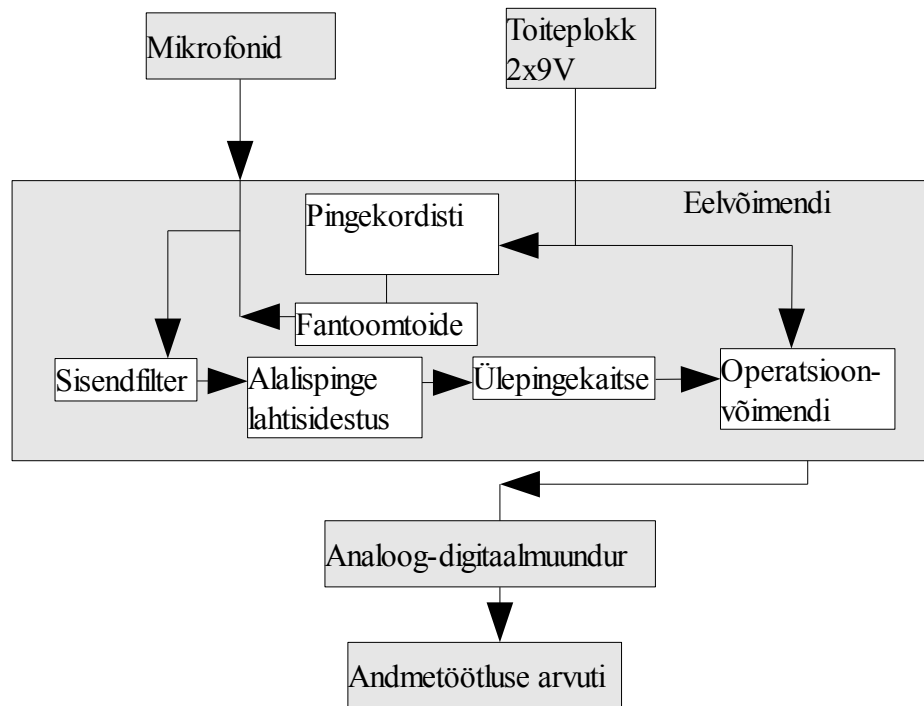 Mikrofonid
Toiteplokk
2x9V
Eelvõimendi
Pingekordisti
Fantoomtoide
Sisendfilter
Alalispinge
lahtisidestus
Ülepingekaitse
Operatsioon-
võimendi
Analoog-digitaalmuundur
Andmetöötluse arvuti